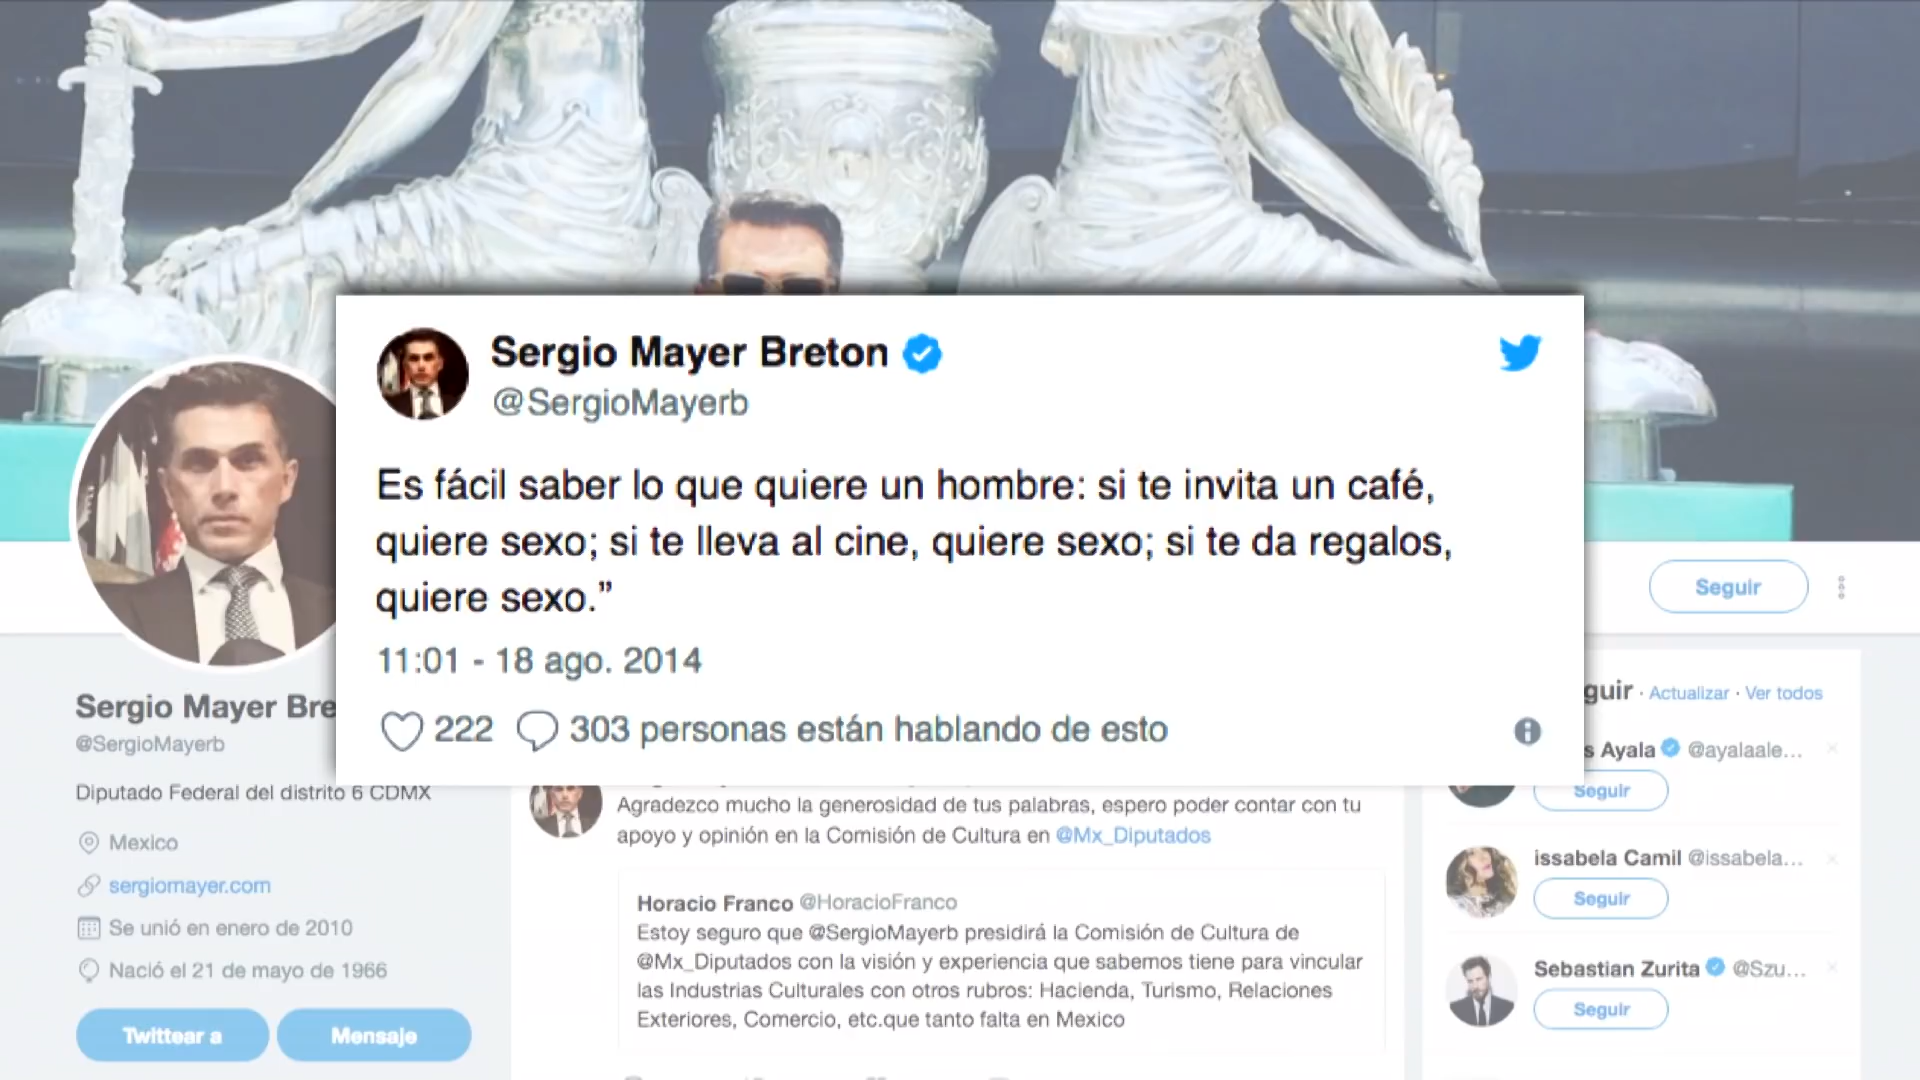 Sergio Mayer Breton
@SergioMayerb
Es fácil saber lo que quiere un hombre: si te invita un café,
quiere sexo; si te lleva al cine, quiere sexo; si te da regalos,
quiere sexo.”
11:01 - 18 ago. 2014
222 303 personas están hablando de esto
Seguir
Sergio Mayer Bre
@SergioMayerb
Diputado Federal del distrito 6 CDMX
Mexico
sergiomayer.com
Se unió en enero de 2010
Nació el 21 de mayo de 1966
Twittear a Mensaje
Agradezco mucho la generosidad de tus palabras, espero poder contar con tu
apoyo y opinión en la Comisión de Cultura en @Mx_Diputados
Horacio Franco @HoracioFranco
Estoy seguro que @SergioMayerb presidirá la Comisión de Cultura de
@Mx_Diputados con la visión y experiencia que sabemos tiene para vincular
las Industrias Culturales con otros rubros: Hacienda, Turismo, Relaciones
Exteriores, Comercio, etc.que tanto falta en Mexico
guir · Actualizar · Ver todos
s Ayala @ayalaale...
Seguir
issabela Camil @issabela...
Seguir
Sebastian Zurita @Szu...
Seguir